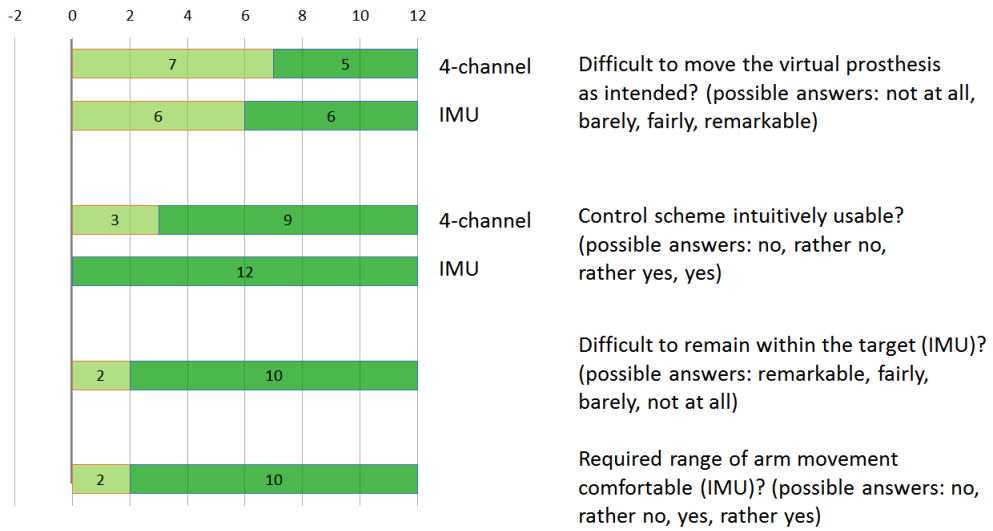 -2 0 2 4 6 8 10 12
7 5 4-channel
6 6 IMU
Difficult to move the virtual prosthesis
as intended? (possible answers: not at all,
barely, fairly, remarkable)
3 9 4-channel
12 IMU
Control scheme intuitively usable?
(possible answers: no, rather no,
rather yes, yes)
2 10
Difficult to remain within the target (IMU)?
(possible answers: remarkable, fairly,
barely, not at all)
2 10
Required range of arm movement
comfortable (IMU)? (possible answers: no,
rather no, yes, rather yes)